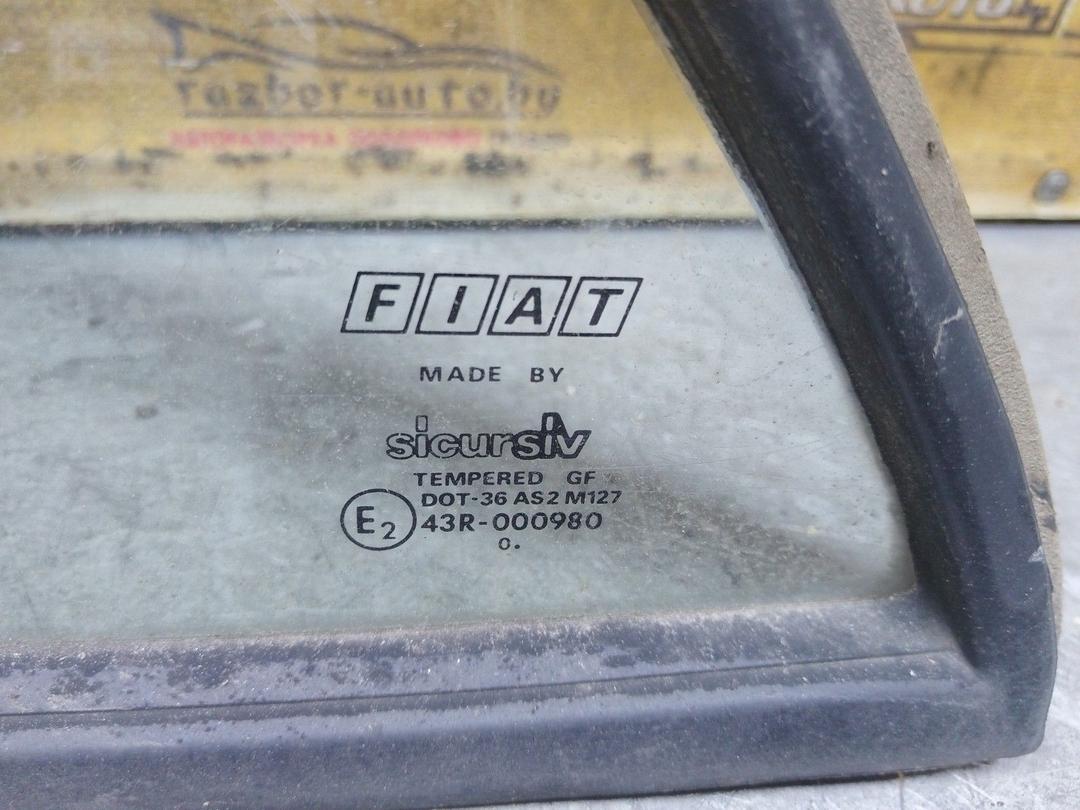 razbor-auto.by
FIAT
MADE BY
sicursiv
TEMPERED GF
DOT-36 AS2 M127
E2 43R-000980
0.